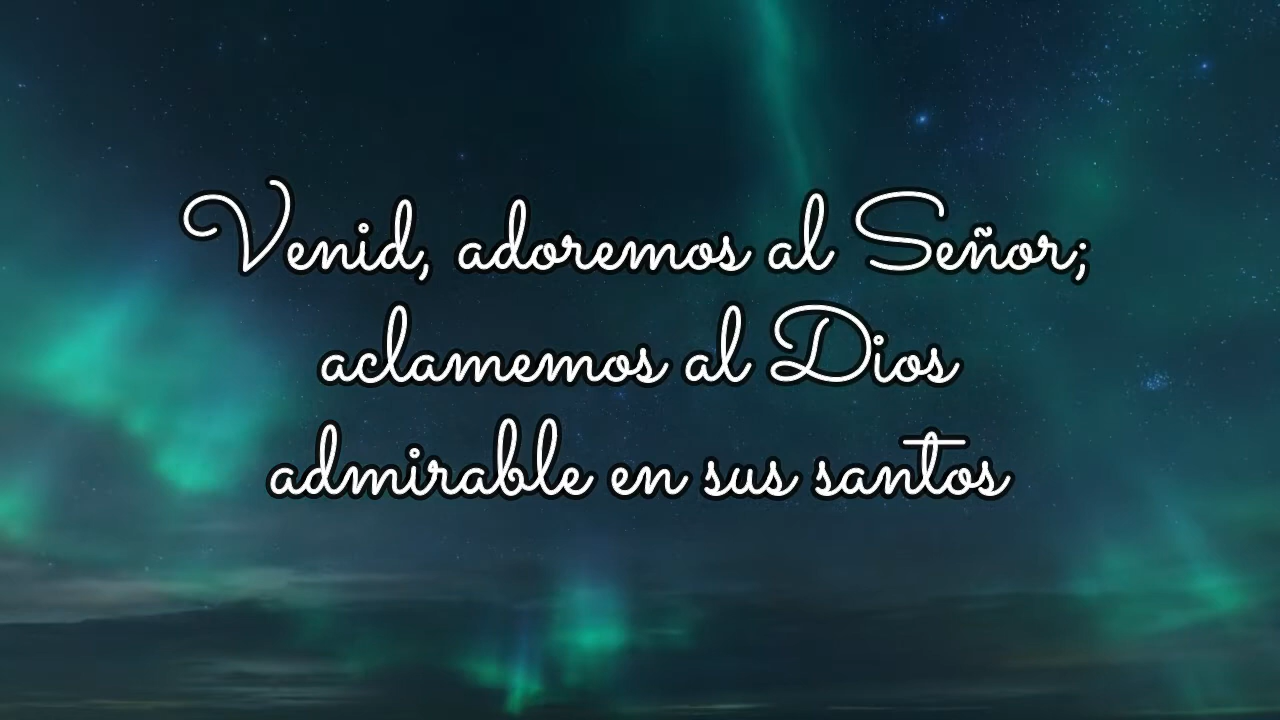 Venid, adoremos al Señor;
aclamemos al Dios
admirable en sus santos